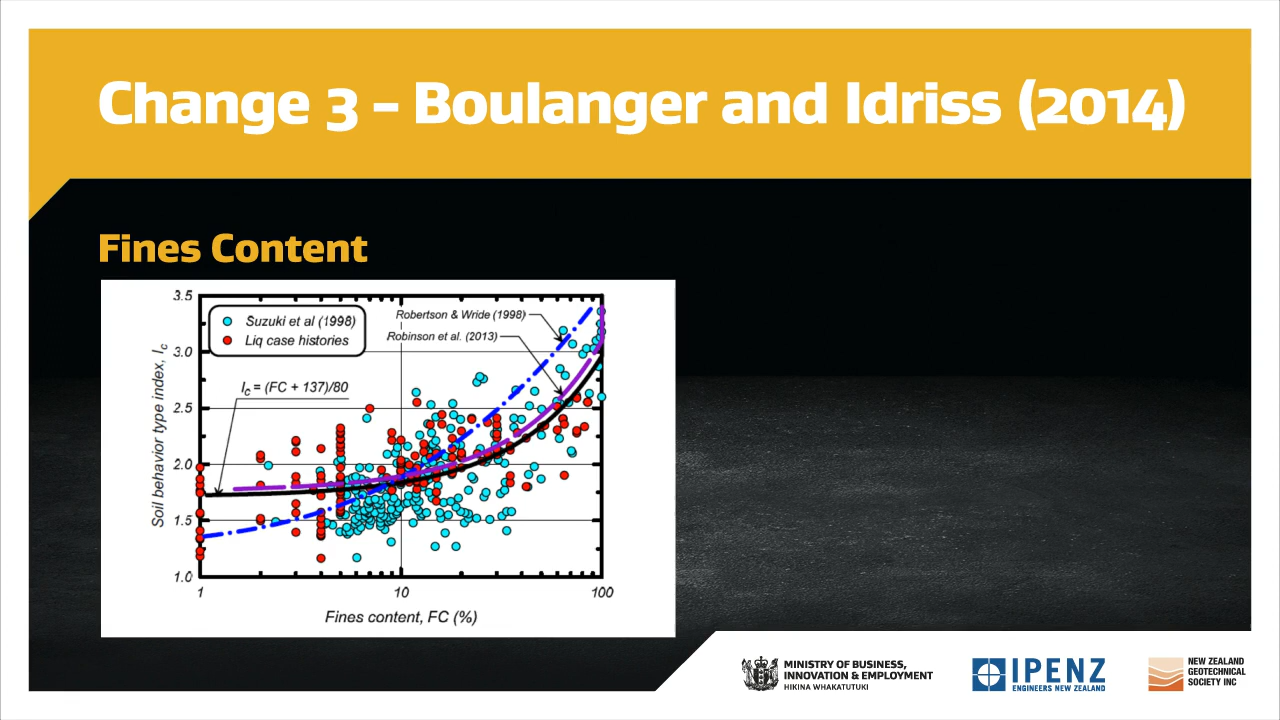 Change 3 – Boulanger and Idriss (2014)
Fines Content
3.5
3.0
2.5
2.0
1.5
1.0
Soil behavior type index, Ic
Suzuki et al (1998)
Liq case histories
Robertson & Wride (1998)
Robinson et al. (2013)
Ic = (FC + 137)/80
1
10
100
Fines content, FC (%)
MINISTRY OF BUSINESS,
INNOVATION & EMPLOYMENT
HIKINA WHAKATUTUKI
IPENZ
ENGINEERS NEW ZEALAND
NEW ZEALAND
GEOTECHNICAL
SOCIETY INC